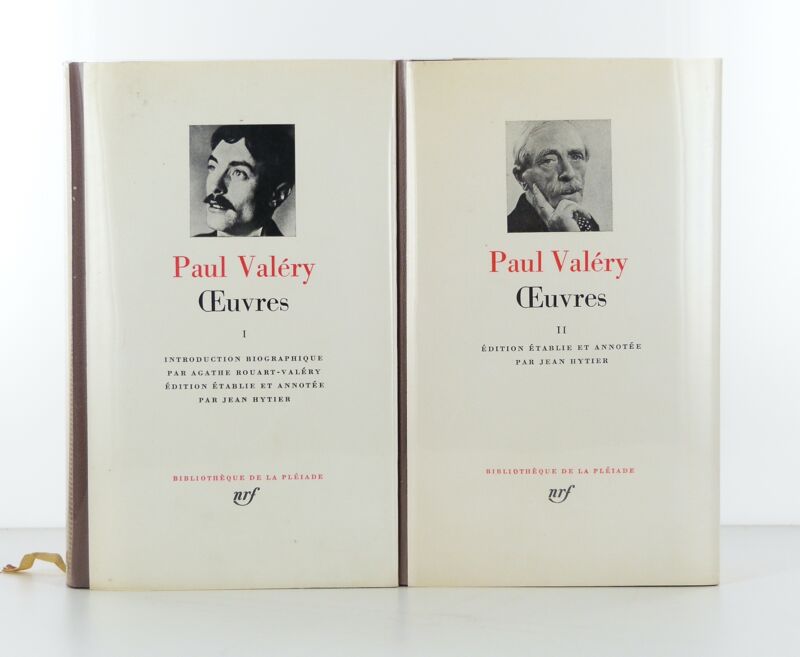 Paul Valéry
Œuvres
I
INTRODUCTION BIOGRAPHIQUE
PAR AGATHE ROUART-VALÉRY
ÉDITION ÉTABLIE ET ANNOTÉE
PAR JEAN HYTIER
BIBLIOTHÈQUE DE LA PLÉIADE
nrf
Paul Valéry
Œuvres
II
ÉDITION ÉTABLIE ET ANNOTÉE
PAR JEAN HYTIER
BIBLIOTHÈQUE DE LA PLÉIADE
nrf